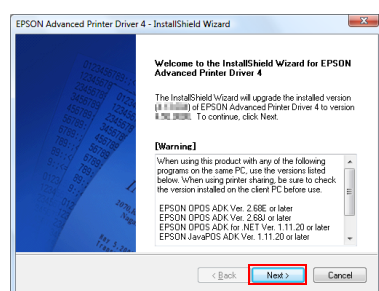 EPSON Advanced Printer Driver 4 - InstallShield Wizard
Welcome to the InstallShield Wizard for EPSON
Advanced Printer Driver 4
The InstallShield Wizard will upgrade the installed version
() of EPSON Advanced Printer Driver 4 to version
To continue, click Next.
[Warning]
When using this product with any of the following
programs on the same PC, use the versions listed
below. When using printer sharing, be sure to check
the version installed on the client PC before use.
EPSON OPOS ADK Ver. 2.68E or later
EPSON OPOS ADK Ver. 2.68J or later
EPSON OPOS ADK for .NET Ver. 1.11.20 or later
EPSON JavaPOS ADK Ver. 1.11.20 or later
< Back
Next >
Cancel